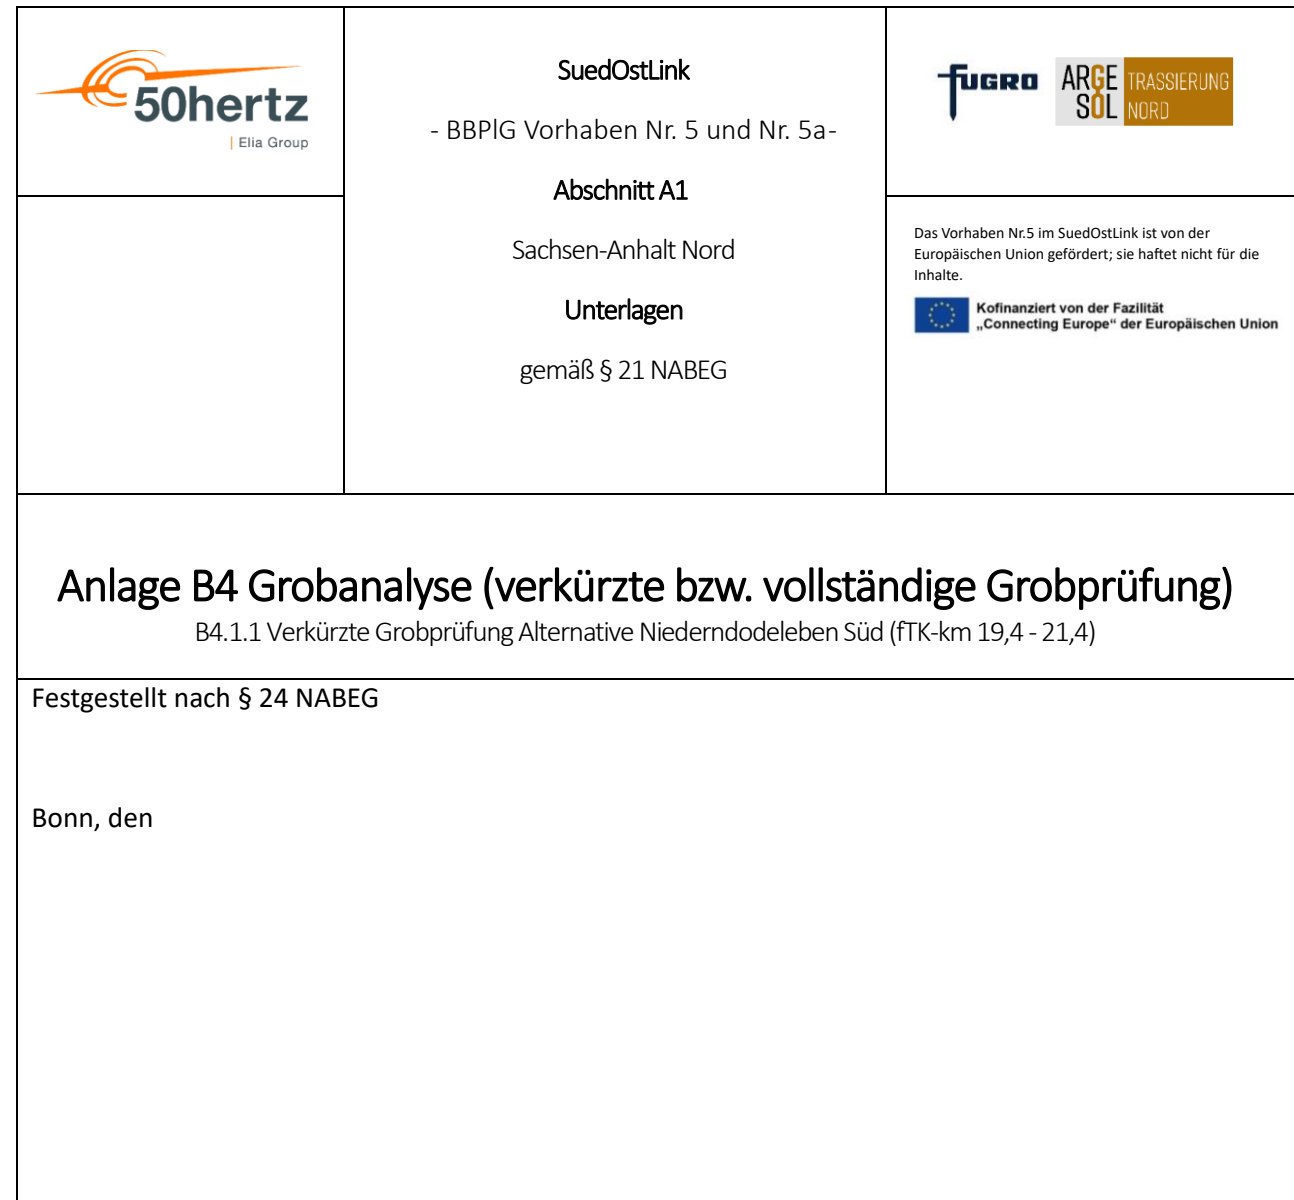 50hertz
| Elia Group
SuedOstLink
- BBPlG Vorhaben Nr. 5 und Nr. 5a-
Abschnitt A1
Sachsen-Anhalt Nord
Unterlagen
gemäß § 21 NABEG
FUGRO
ARGE TRASSIERUNG
SOL NORD
Das Vorhaben Nr.5 im SuedOstLink ist von der
Europäischen Union gefördert; sie haftet nicht für die
Inhalte.
Kofinanziert von der Fazilität
„Connecting Europe“ der Europäischen Union
Anlage B4 Grobanalyse (verkürzte bzw. vollständige Grobprüfung)
B4.1.1 Verkürzte Grobprüfung Alternative Niederndodeleben Süd (fTK-km 19,4 - 21,4)
Festgestellt nach § 24 NABEG
Bonn, den